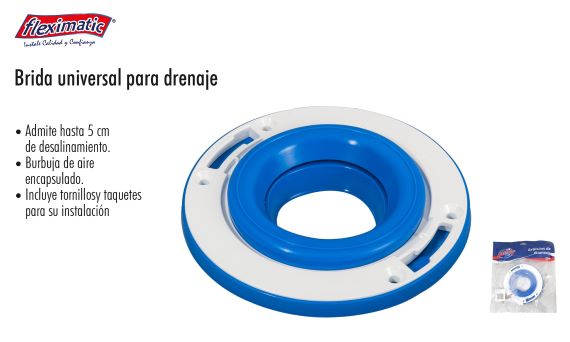 fleximatic
Instale Calidad y Confianza
Brida universal para drenaje
• Admite hasta 5 cm
de desalinamiento.
• Burbuja de aire
encapsulado.
• Incluye tornillosy taquetes
para su instalación